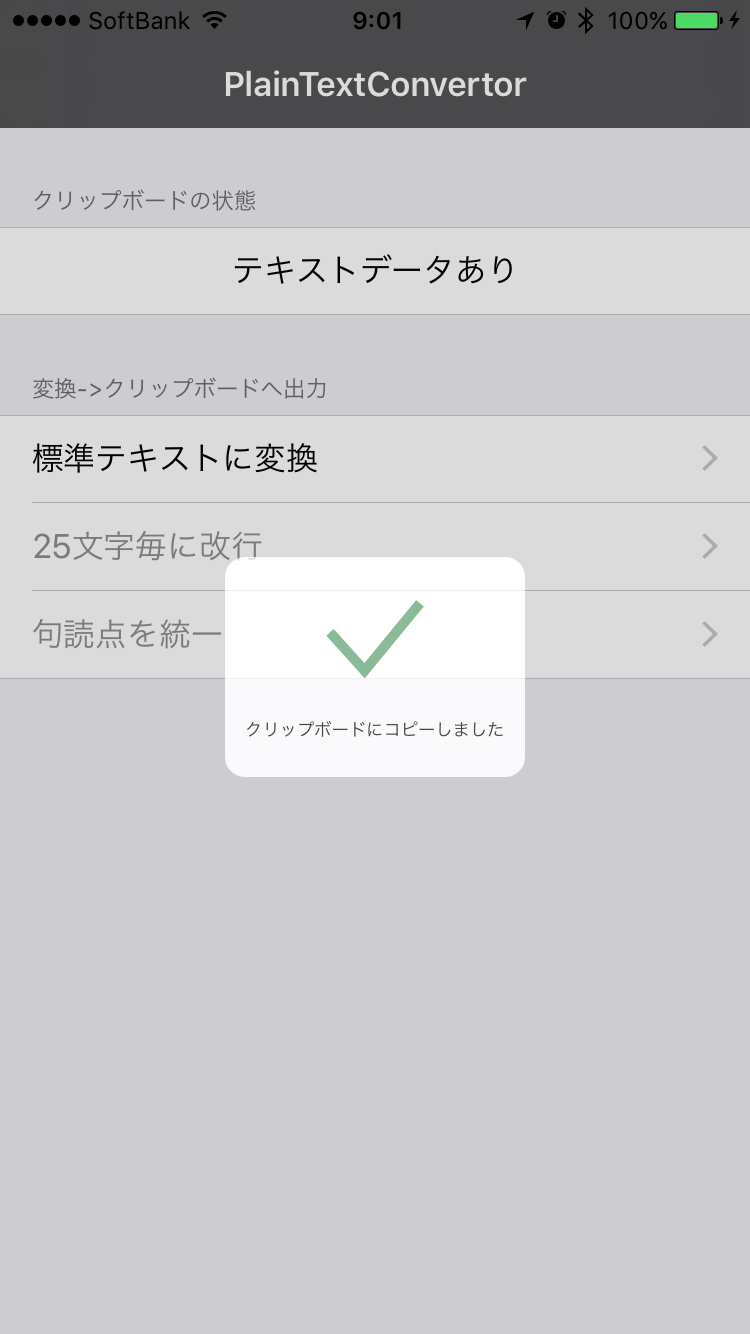 SoftBank 9:01 100%
PlainTextConvertor
クリップボードの状態
テキストデータあり
変換->クリップボードへ出力
標準テキストに変換
25文字毎に改行
句読点を統一
クリップボードにコピーしました